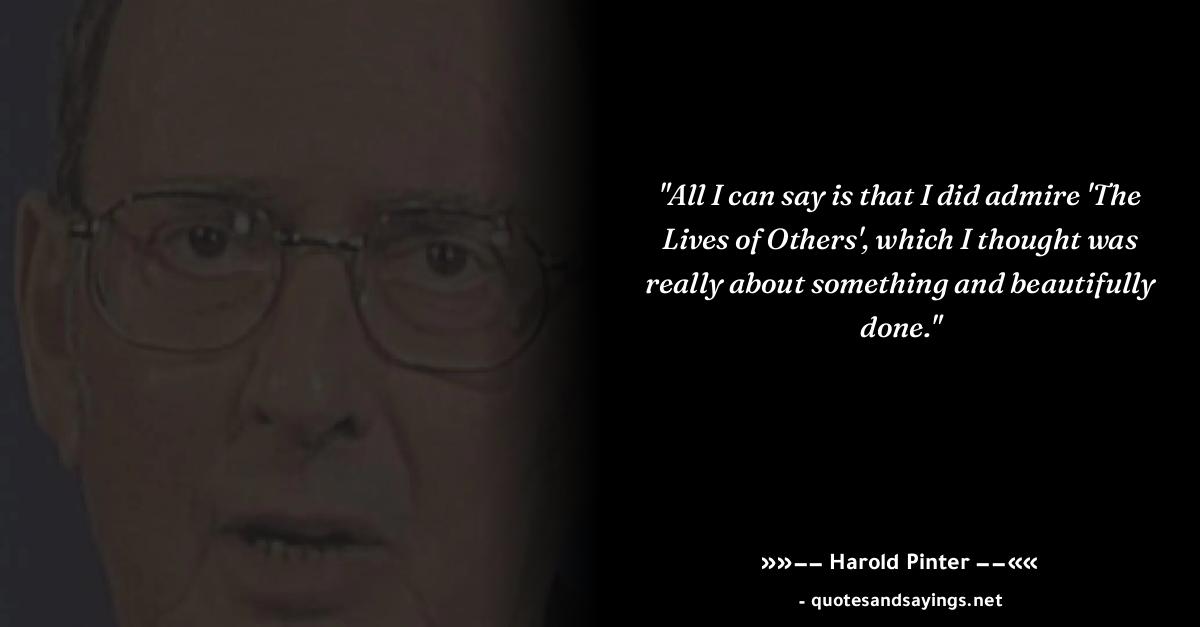 "All I can say is that I did admire 'The
Lives of Others', which I thought was
really about something and beautifully
done."
»»–– Harold Pinter ––««
- quotesandsayings.net